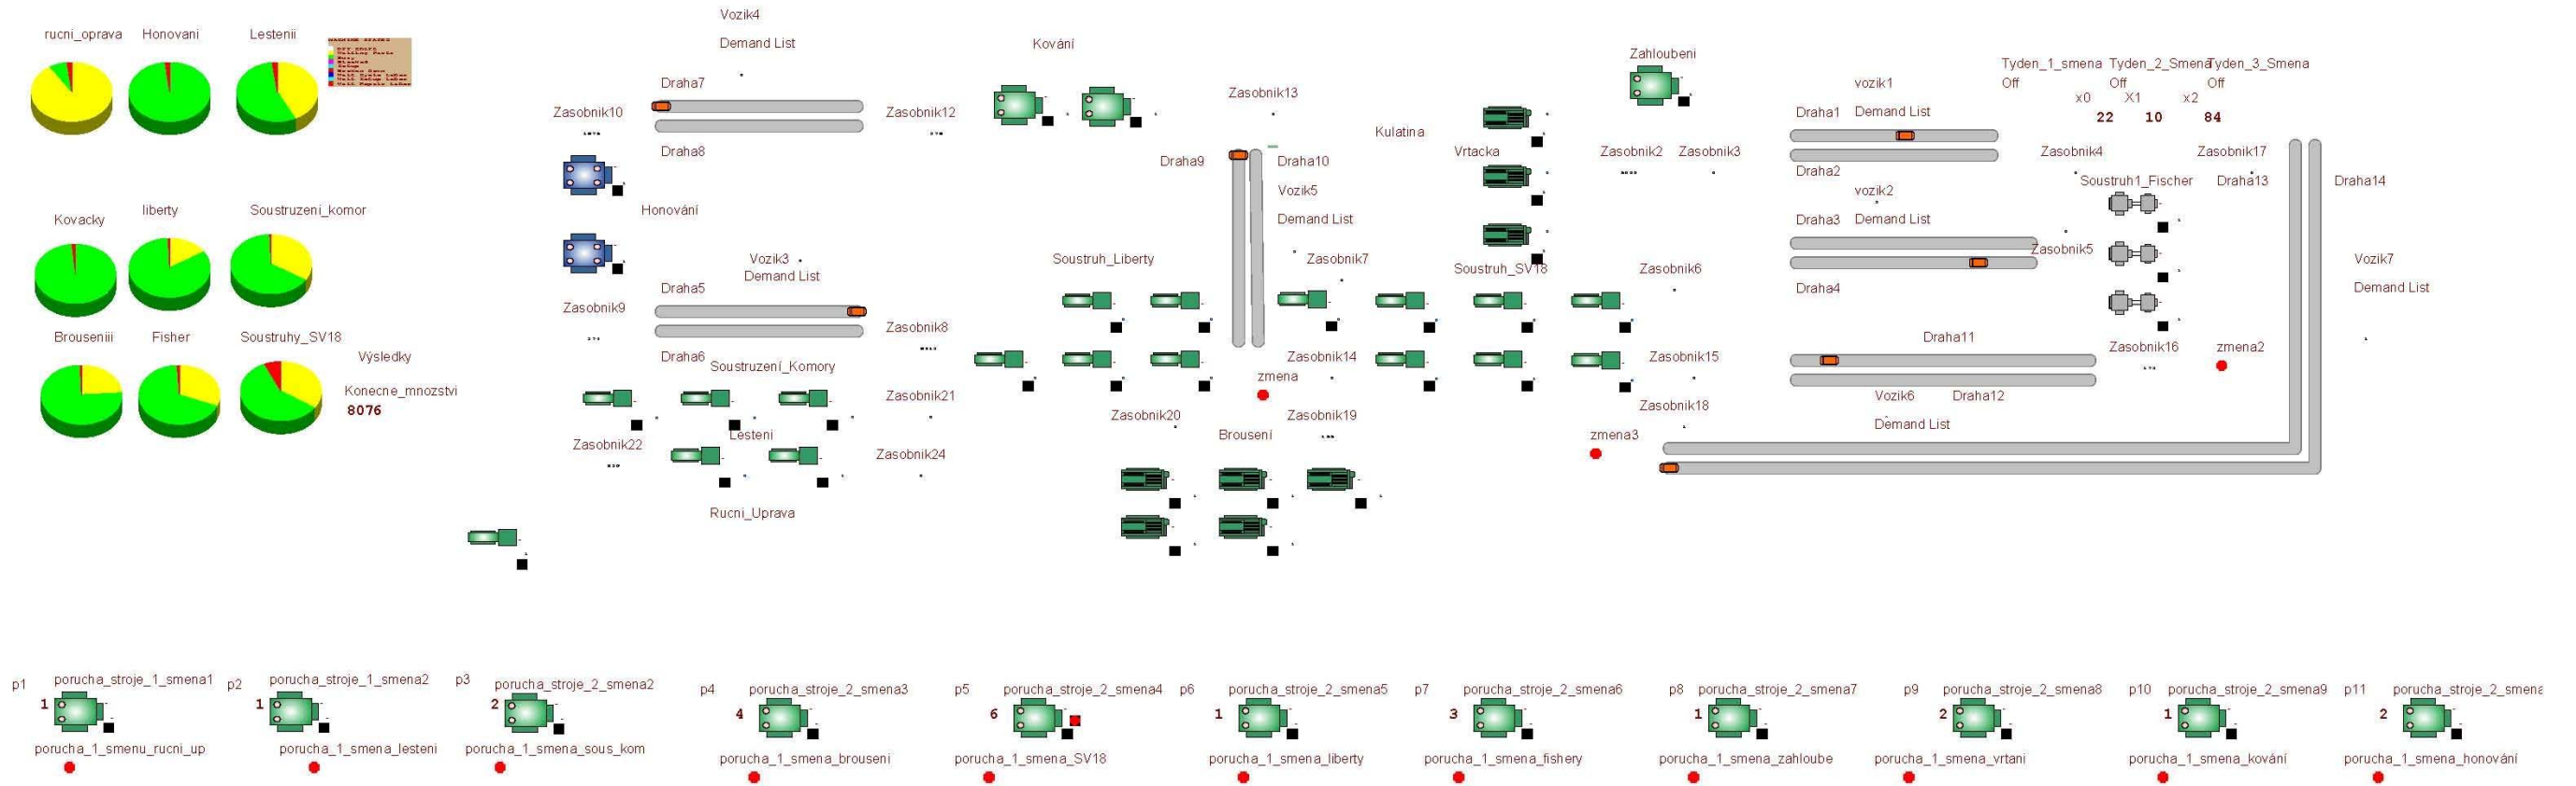 rucni_oprava Honovani Lestenii
Kovacky liberty Soustruzeni_komor
Brouseniii Fisher Soustruhy_SV18
Výsledky
Konecne_mnozstvi
8076
Vozik4
Demand List
Draha7
Zasobnik10
Zasobnik12
Draha8
Honování
Vozik3
Demand List
Draha5
Zasobnik9
Zasobnik8
Draha6
Soustruzení_Komory
Zasobnik21
Zasobnik22
Lesteni
Zasobnik24
Rucni_Uprava
Kování
Zasobnik13
Draha9
Draha10
Vozik5
Demand List
Soustruh_Liberty
Zasobnik7
Zasobnik14
zmena
Zasobnik20
Zasobnik19
Brousení
Kulatina
Vrtacka
Soustruh_SV18
Zahloubeni
Zasobnik2 Zasobnik3
Zasobnik6
Zasobnik15
Zasobnik18
zmena3
vozik1
Draha1 Demand List
Draha2
vozik2
Draha3 Demand List
Draha4
Draha11
Vozik6 Draha12
Demand List
Tyden_1_smena Tyden_2_Smena Tyden_3_Smena
Off Off Off
x0 X1 x2
22 10 84
Zasobnik4
Zasobnik17
Soustruh1_Fischer
Draha13
Draha14
Zasobnik5
Zasobnik16
zmena2
Vozik7
Demand List
p1 porucha_stroje_1_smena1
1
porucha_1_smenu_rucni_up
p2 porucha_stroje_1_smena2
1
porucha_1_smena_lesteni
p3 porucha_stroje_2_smena2
2
porucha_1_smena_sous_kom
p4 porucha_stroje_2_smena3
4
porucha_1_smena_brouseni
p5 porucha_stroje_2_smena4
6
porucha_1_smena_SV18
p6 porucha_stroje_2_smena5
1
porucha_1_smena_liberty
p7 porucha_stroje_2_smena6
3
porucha_1_smena_fishery
p8 porucha_stroje_2_smena7
1
porucha_1_smena_zahloube
p9 porucha_stroje_2_smena8
2
porucha_1_smena_vrtani
p10 porucha_stroje_2_smena9
1
porucha_1_smena_kování
p11 porucha_stroje_2_smena
2
porucha_1_smena_honování